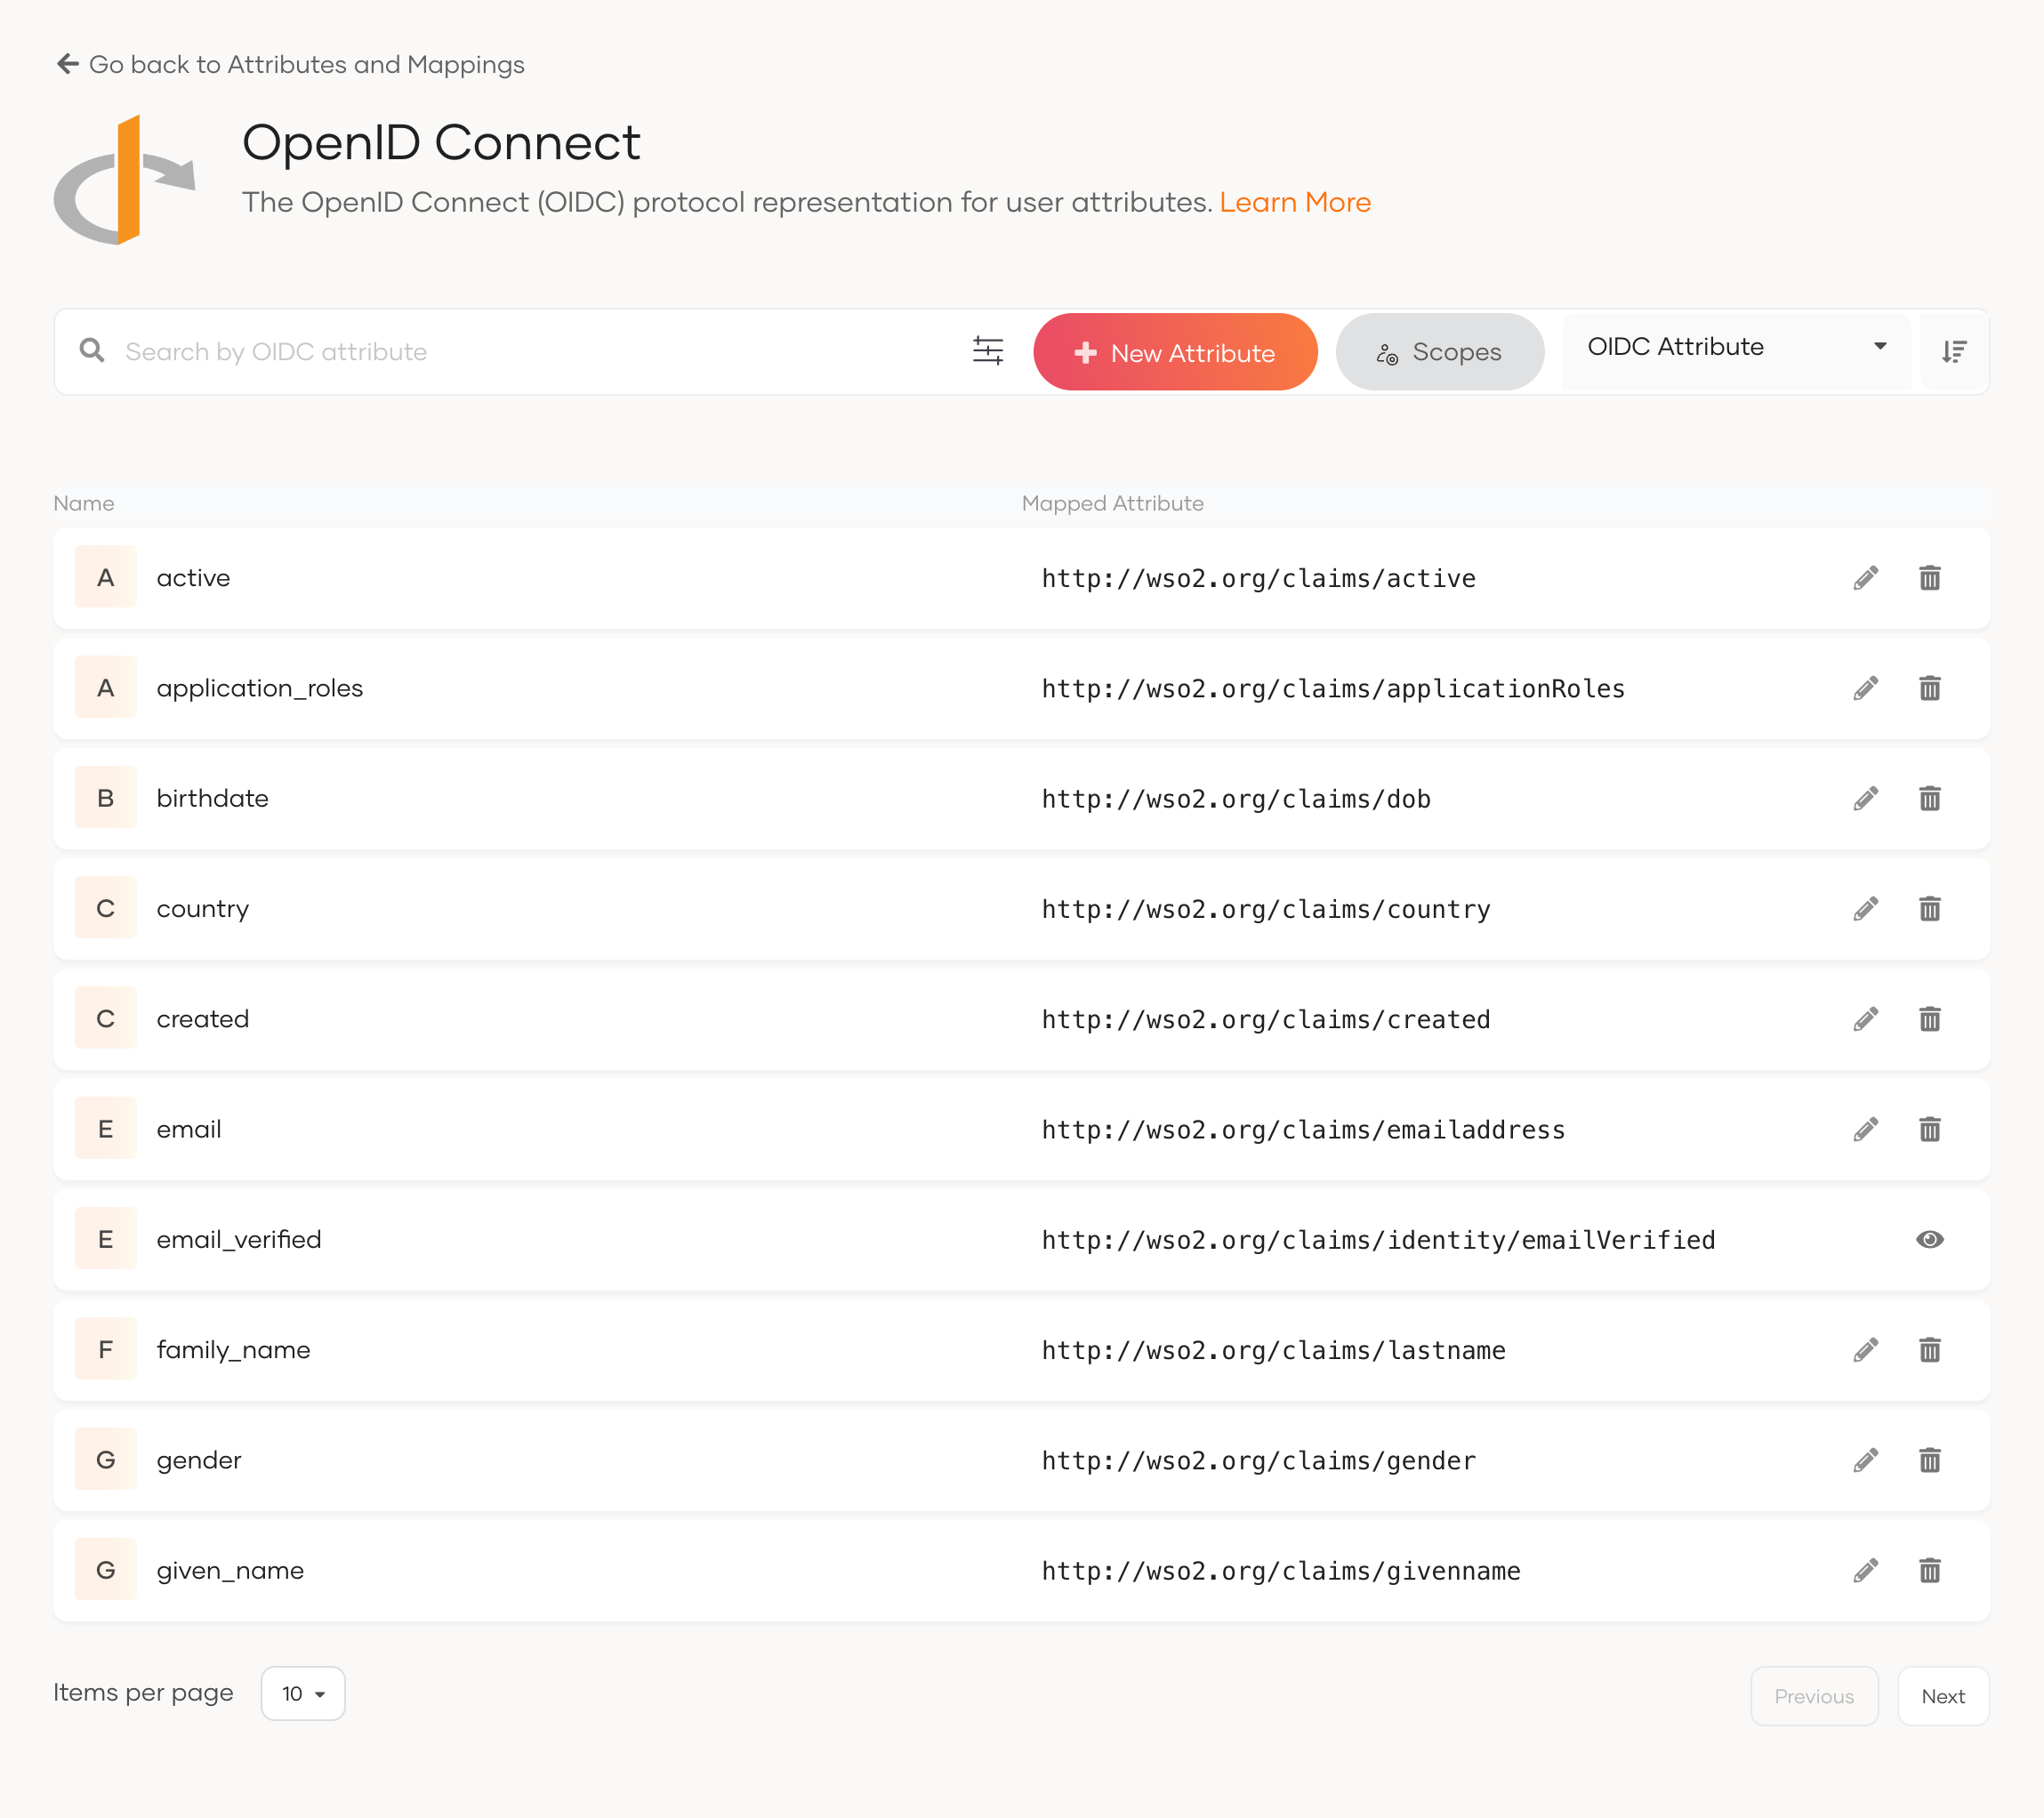 Go back to Attributes and Mappings
OpenID Connect
The OpenID Connect (OIDC) protocol representation for user attributes. Learn More
Search by OIDC attribute
New Attribute
Scopes
OIDC Attribute
Name Mapped Attribute
A active http://wso2.org/claims/active
A application_roles http://wso2.org/claims/applicationRoles
B birthdate http://wso2.org/claims/dob
C country http://wso2.org/claims/country
C created http://wso2.org/claims/created
E email http://wso2.org/claims/emailaddress
E email_verified http://wso2.org/claims/identity/emailVerified
F family_name http://wso2.org/claims/lastname
G gender http://wso2.org/claims/gender
G given_name http://wso2.org/claims/givenname
Items per page 10 Previous Next